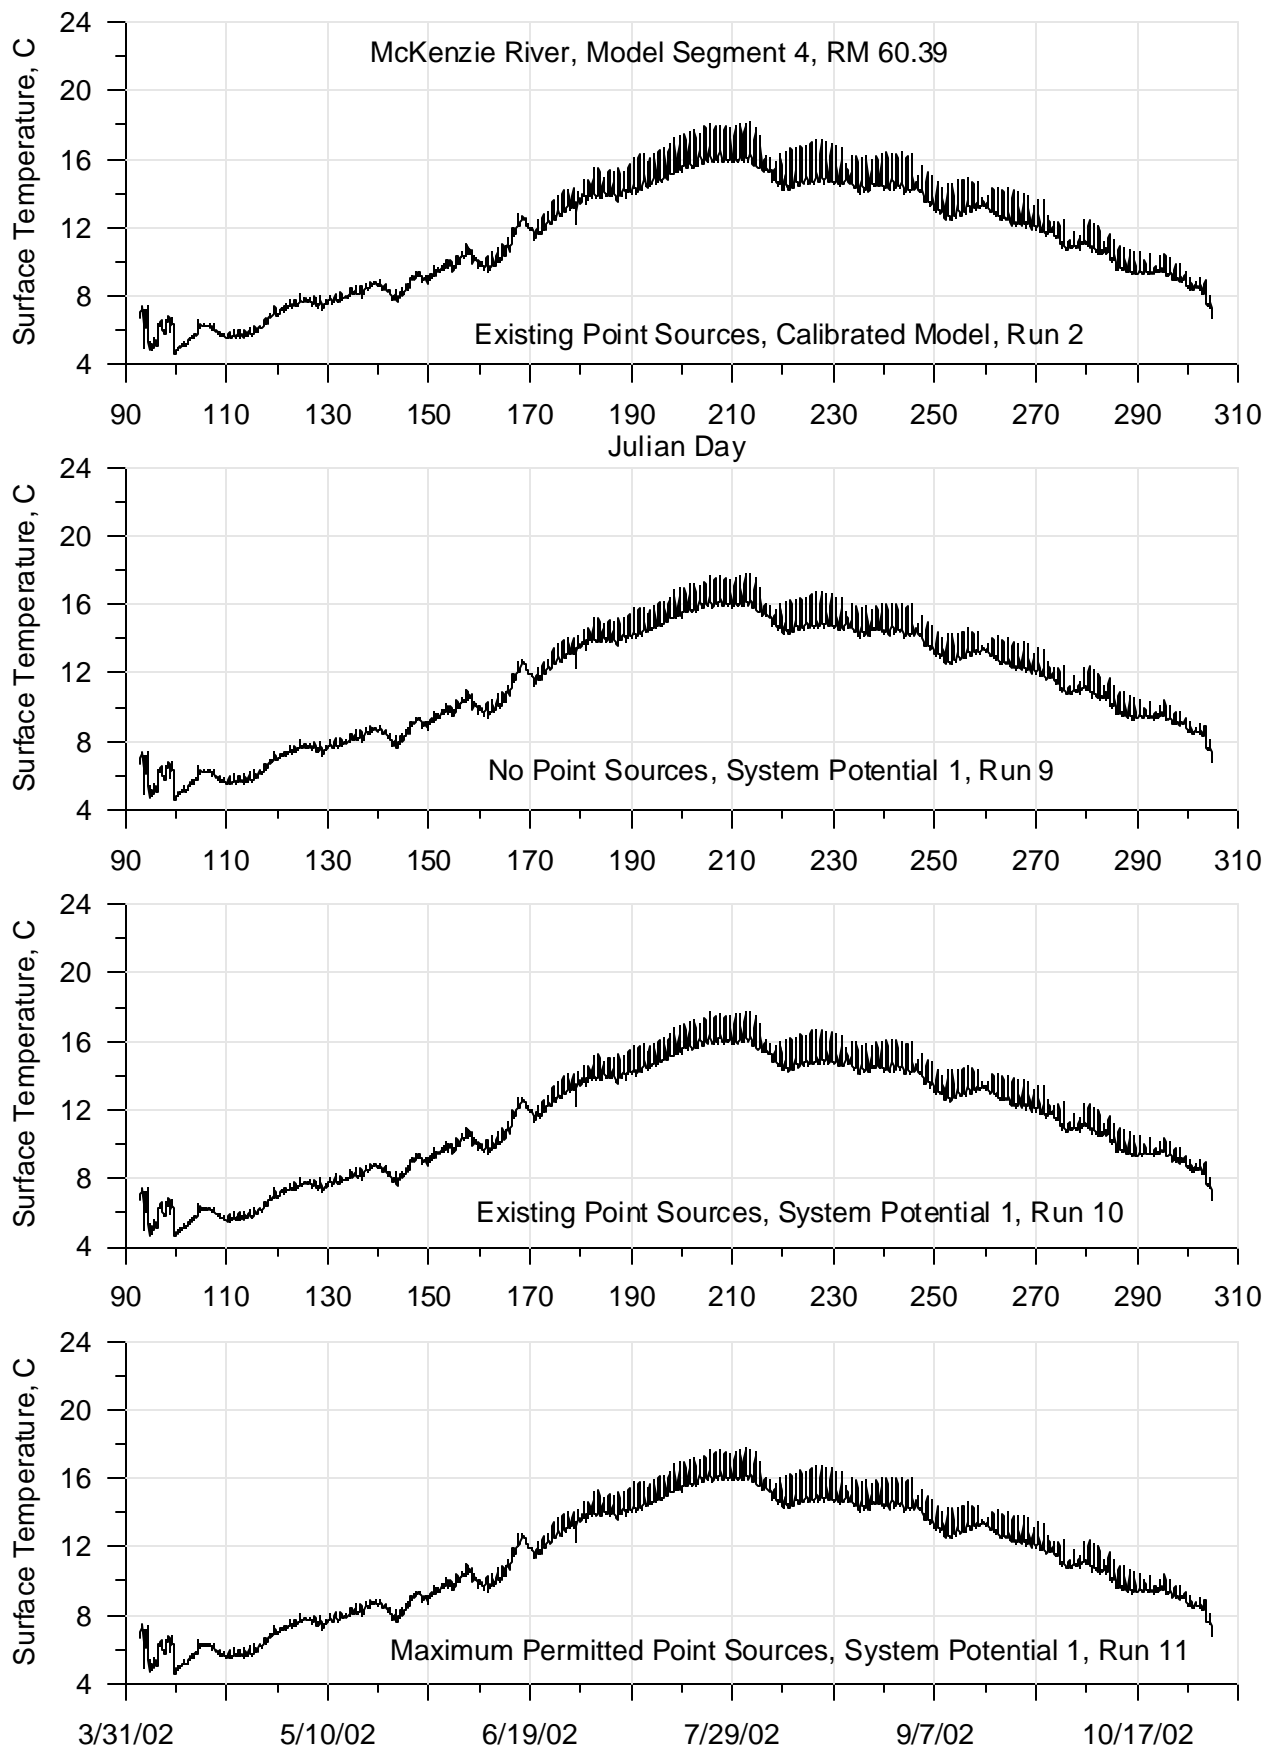 McKenzie River, Model Segment 4, RM 60.39
Surface Temperature, C
24
20
16
12
8
4
Existing Point Sources, Calibrated Model, Run 2
90 110 130 150 170 190 210 230 250 270 290 310
Julian Day
Surface Temperature, C
24
20
16
12
8
4
No Point Sources, System Potential 1, Run 9
90 110 130 150 170 190 210 230 250 270 290 310
Surface Temperature, C
24
20
16
12
8
4
Existing Point Sources, System Potential 1, Run 10
90 110 130 150 170 190 210 230 250 270 290 310
Surface Temperature, C
24
20
16
12
8
4
Maximum Permitted Point Sources, System Potential 1, Run 11
3/31/02 5/10/02 6/19/02 7/29/02 9/7/02 10/17/02